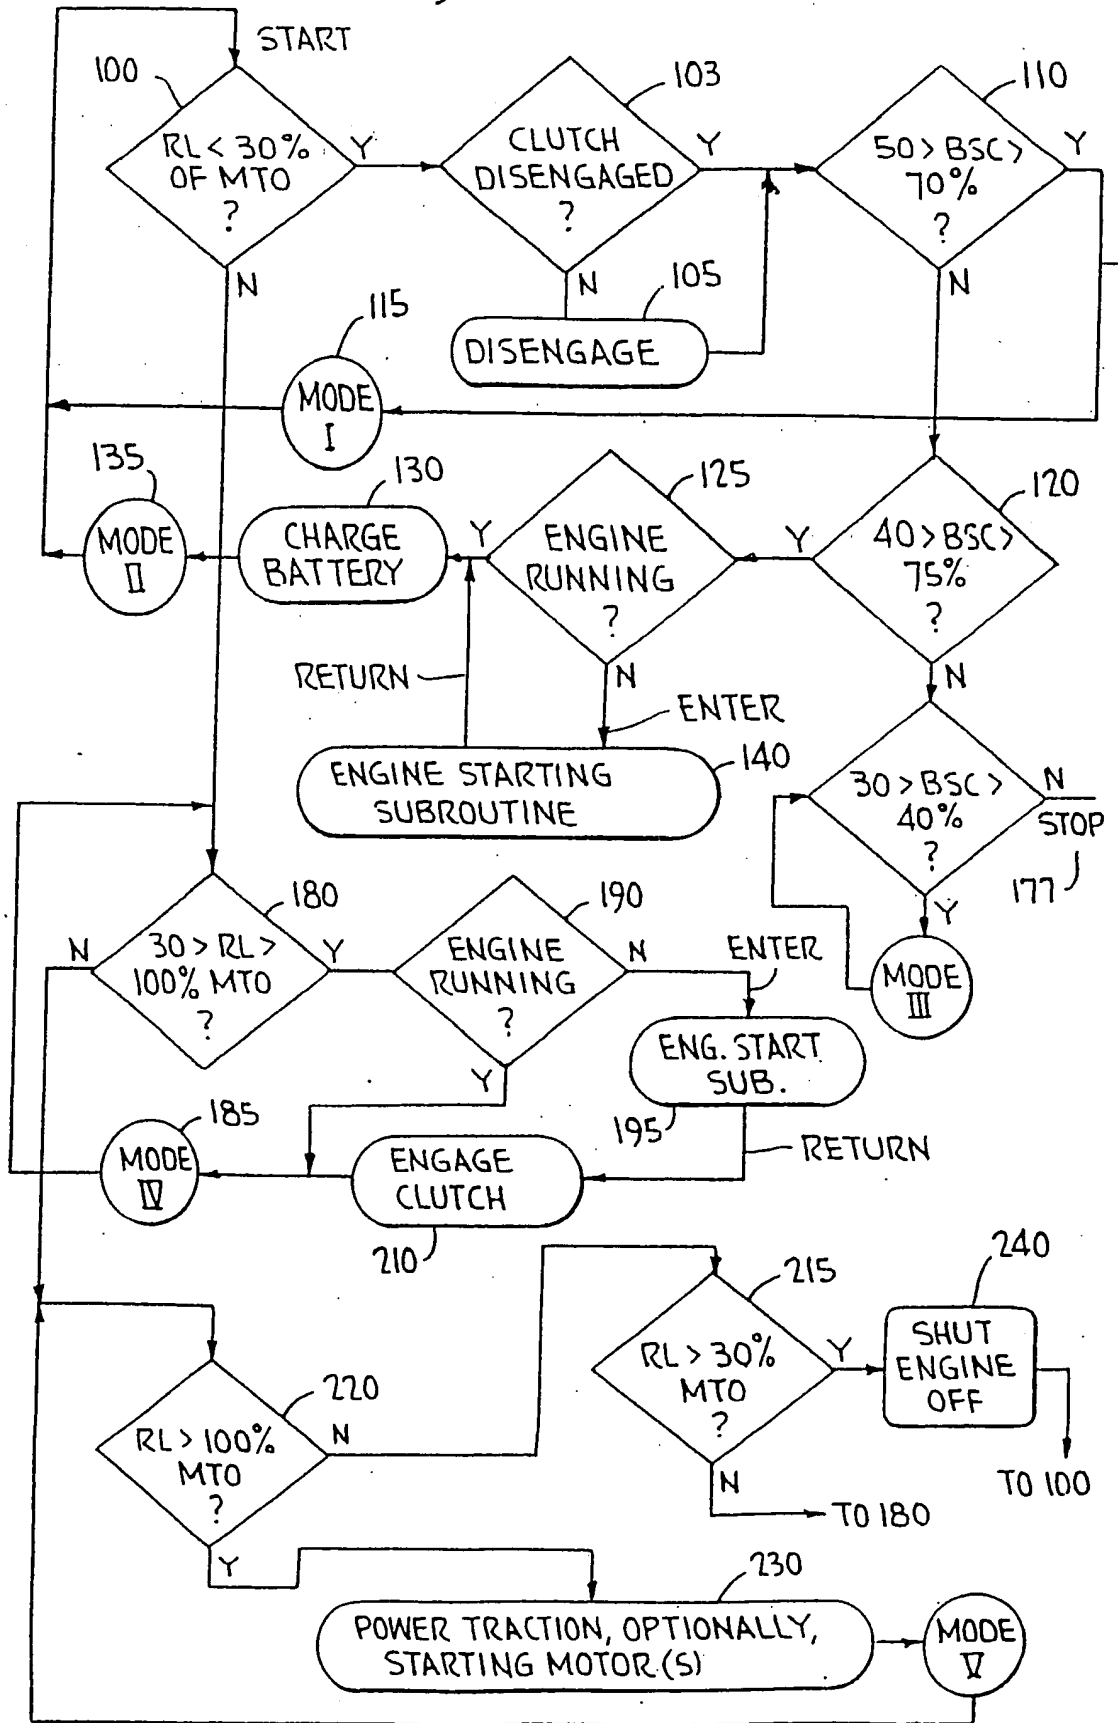 START
100
103
110
RL < 30%
OF MTO
?
Y
N
CLUTCH
DISENGAGED
?
Y
N
50 > BSC >
70%
?
Y
N
105
DISENGAGE
115
MODE
I
135
MODE
II
130
CHARGE
BATTERY
125
Y
ENGINE
RUNNING
?
N
120
Y
40 > BSC >
75%
?
N
RETURN
ENTER
140
ENGINE STARTING
SUBROUTINE
30 > BSC >
40%
?
N
STOP
177
Y
MODE
III
180
N
30 > RL >
100% MTO
?
Y
190
ENGINE
RUNNING
?
N
Y
ENTER
ENG. START
SUB.
195
RETURN
185
MODE
IV
ENGAGE
CLUTCH
210
215
RL > 30%
MTO
?
Y
N
240
SHUT
ENGINE
OFF
TO 100
TO 180
220
RL > 100%
MTO
?
N
Y
230
POWER TRACTION, OPTIONALLY,
STARTING MOTOR.(S)
MODE
V